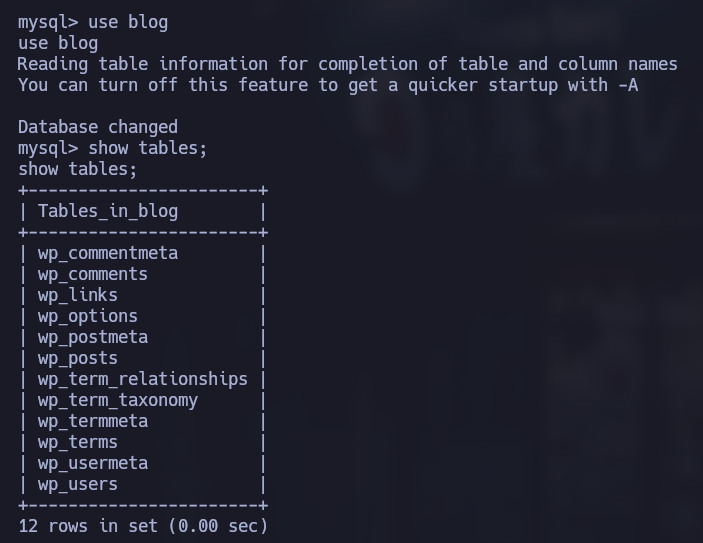 mysql> use blog
use blog
Reading table information for completion of table and column names
You can turn off this feature to get a quicker startup with -A
Database changed
mysql> show tables;
show tables;
+-----------------------+
| Tables_in_blog        |
+-----------------------+
| wp_commentmeta        |
| wp_comments           |
| wp_links              |
| wp_options            |
| wp_postmeta           |
| wp_posts              |
| wp_term_relationships |
| wp_term_taxonomy      |
| wp_termmeta           |
| wp_terms              |
| wp_usermeta           |
| wp_users              |
+-----------------------+
12 rows in set (0.00 sec)